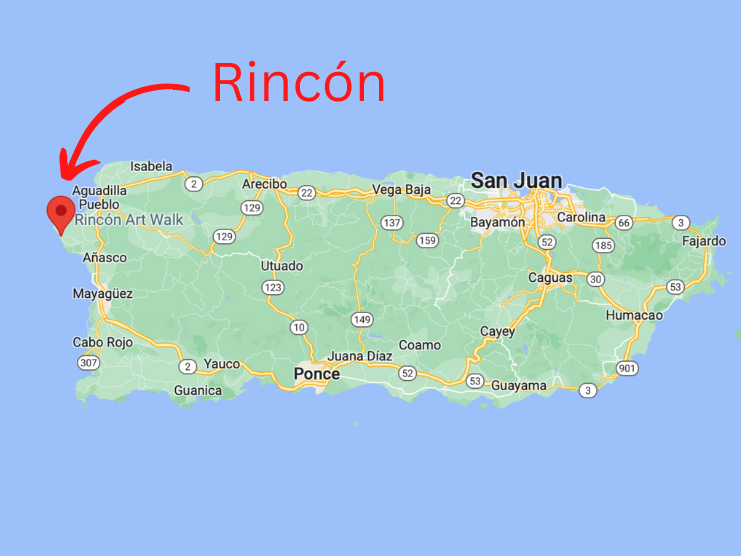 Rincón
Isabela
2
Aguadilla
Pueblo
Arecibo
22
Vega Baja
San Juan
22
Rincón Art Walk
129
137
Bayamón
Carolina
66
3
129
159
52
185
Fajardo
Añasco
Utuado
Caguas
30
123
53
Mayagüez
Humacao
149
10
Cayey
Cabo Rojo
Coamo
Juana Díaz
307
2
Yauco
Ponce
52
53
Guayama
901
Guanica
3